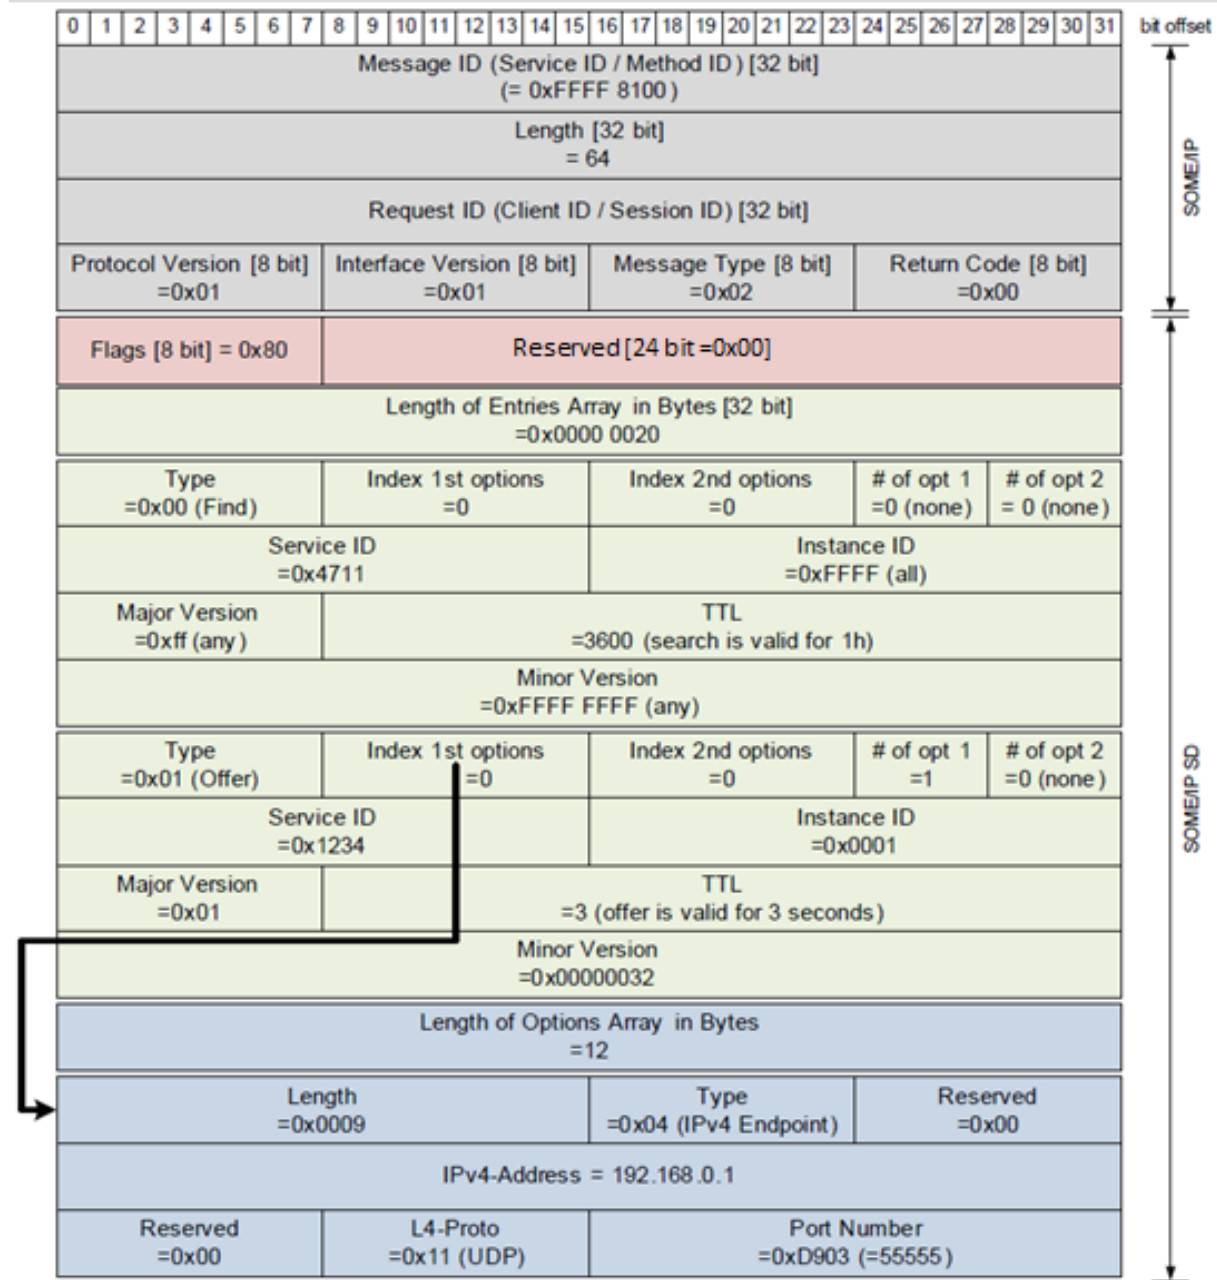 0 1 2 3 4 5 6 7 8 9 10 11 12 13 14 15 16 17 18 19 20 21 22 23 24 25 26 27 28 29 30 31 bit offset
Message ID (Service ID / Method ID) [32 bit]
(= 0xFFFF 8100)
Length [32 bit]
= 64
Request ID (Client ID / Session ID) [32 bit]
Protocol Version [8 bit] Interface Version [8 bit] Message Type [8 bit] Return Code [8 bit]
=0x01 =0x01 =0x02 =0x00
SOME/IP
Flags [8 bit] = 0x80 Reserved [24 bit =0x00]
Length of Entries Array in Bytes [32 bit]
=0x0000 0020
Type Index 1st options Index 2nd options # of opt 1 # of opt 2
=0x00 (Find) =0 =0 =0 (none) = 0 (none)
Service ID Instance ID
=0x4711 =0xFFFF (all)
Major Version TTL
=0xff (any) =3600 (search is valid for 1h)
Minor Version
=0xFFFF FFFF (any)
Type Index 1st options Index 2nd options # of opt 1 # of opt 2
=0x01 (Offer) =0 =0 =1 =0 (none)
Service ID Instance ID
=0x1234 =0x0001
Major Version TTL
=0x01 =3 (offer is valid for 3 seconds)
Minor Version
=0x00000032
Length of Options Array in Bytes
=12
Length Type Reserved
=0x0009 =0x04 (IPv4 Endpoint) =0x00
IPv4-Address = 192.168.0.1
Reserved L4-Proto Port Number
=0x00 =0x11 (UDP) =0xD903 (=55555)
SOME/IP SD